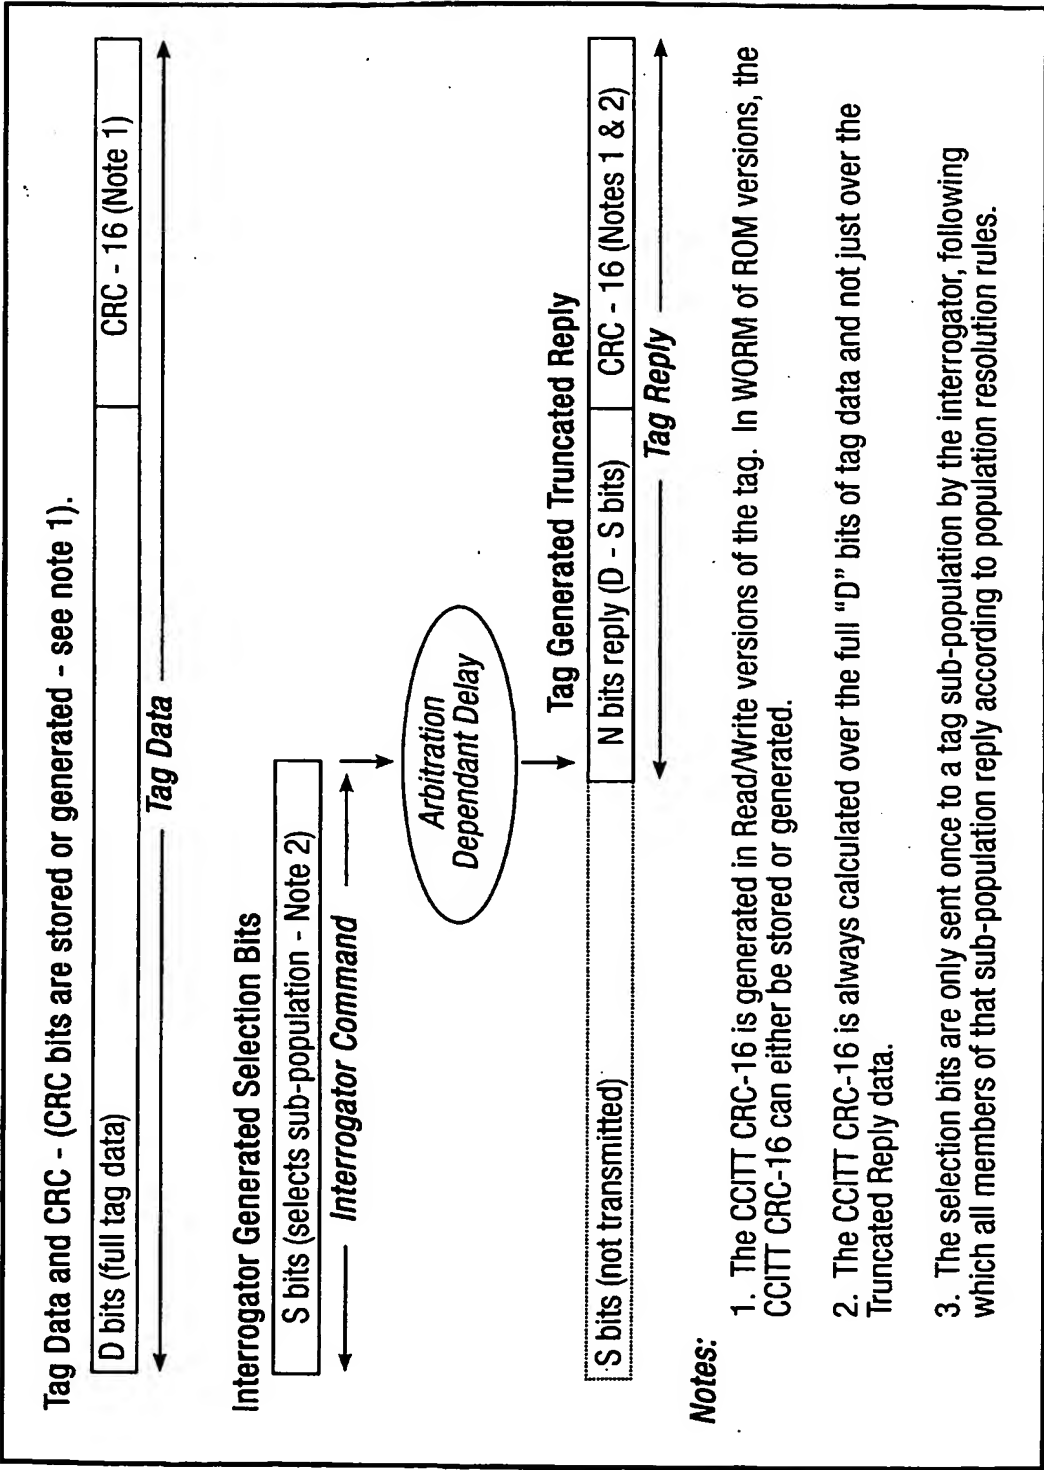 Tag Data and CRC - (CRC bits are stored or generated - see note 1).
D bits (full tag data)
CRC - 16 (Note 1)
Tag Data
Interrogator Generated Selection Bits
S bits (selects sub-population - Note 2)
Interrogator Command
Arbitration
Dependant Delay
Tag Generated Truncated Reply
S bits (not transmitted)
N bits reply (D - S bits)
CRC - 16 (Notes 1 & 2)
Tag Reply
Notes:
1. The CCITT CRC-16 is generated in Read/Write versions of the tag. In WORM of ROM versions, the
CCITT CRC-16 can either be stored or generated.
2. The CCITT CRC-16 is always calculated over the full "D" bits of tag data and not just over the
Truncated Reply data.
3. The selection bits are only sent once to a tag sub-population by the interrogator, following
which all members of that sub-population reply according to population resolution rules.